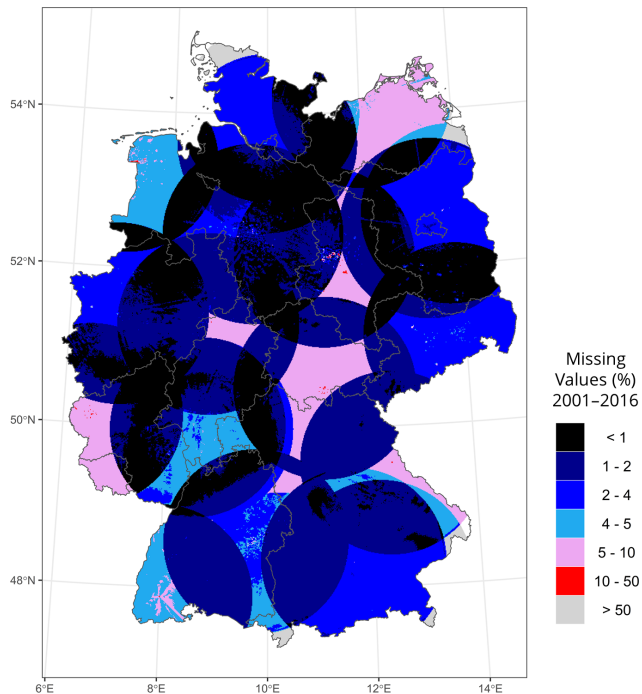 54°N
52°N
50°N
48°N
6°E
8°E
10°E
12°E
14°E
Missing
Values (%)
2001–2016
< 1
1 - 2
2 - 4
4 - 5
5 - 10
10 - 50
> 50